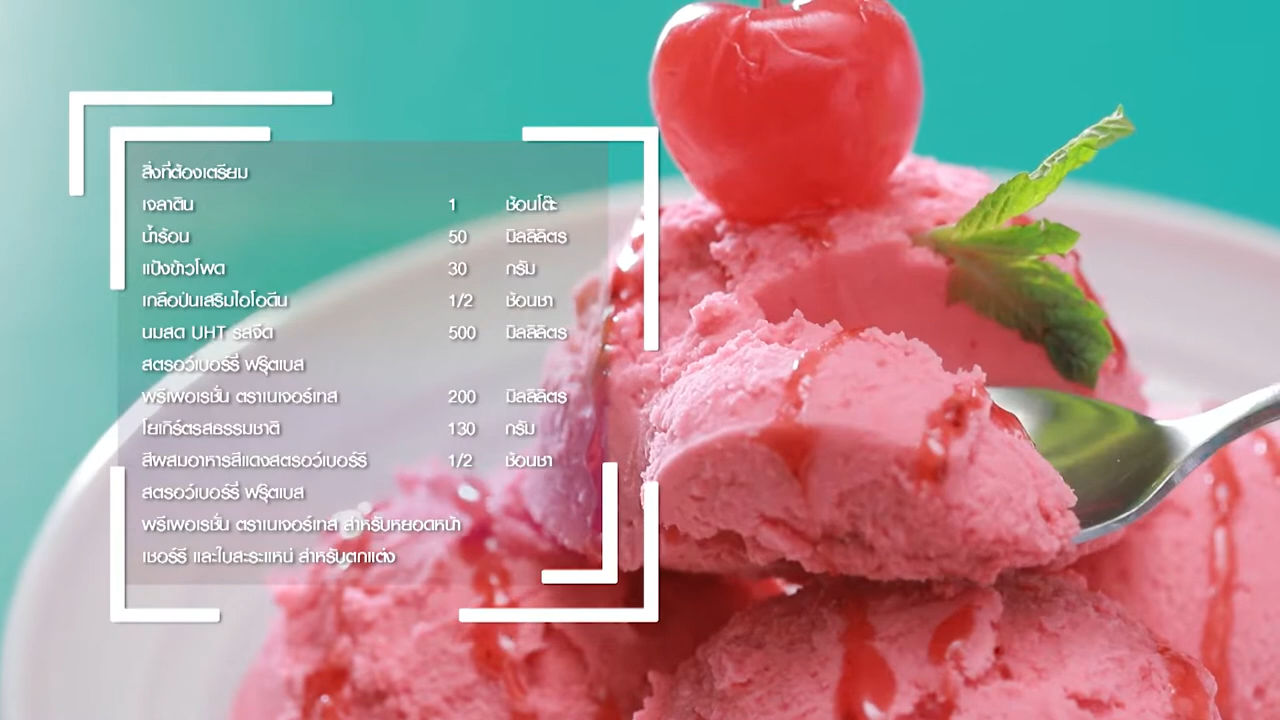 สิ่งที่ต้องเตรียม
เจลาติน 1 ช้อนโต๊ะ
น้ำร้อน 50 มิลลิลิตร
แป้งข้าวโพด 30 กรัม
เกลือป่นเสริมไอโอดีน 1/2 ช้อนชา
นมสด UHT รสจืด 500 มิลลิลิตร
สตรอว์เบอร์รี่ ฟรุ๊ตเบส
พรีเพอเรชั่น ตราเนเจอร์เทส 200 มิลลิลิตร
โยเกิร์ตรสธรรมชาติ 130 กรัม
สีผสมอาหารสีแดงสตรอว์เบอร์รี 1/2 ช้อนชา
สตรอว์เบอร์รี่ ฟรุ๊ตเบส
พรีเพอเรชั่น ตราเนเจอร์เทส สำหรับหยอดหน้า
เชอร์รี และใบสะระแหน่ สำหรับตกแต่ง